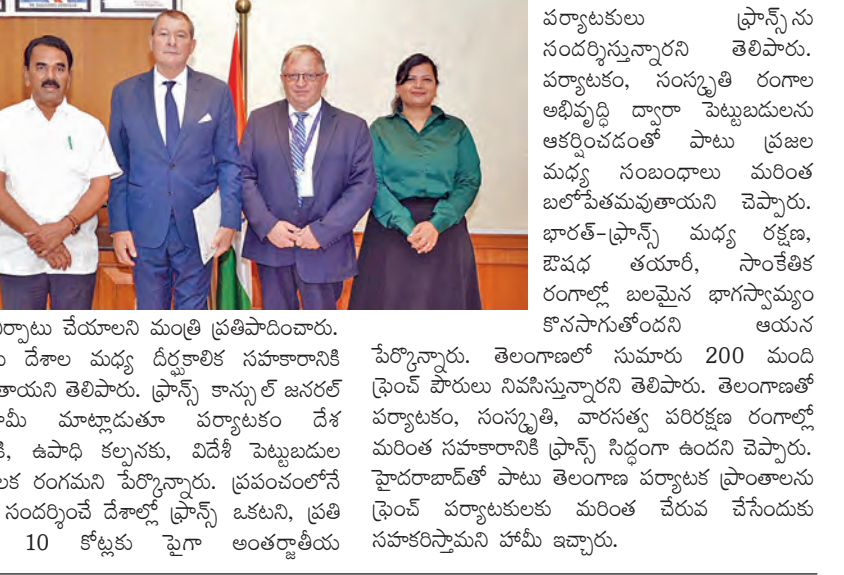 ర్పాటు చేయాలని మంత్రి ప్రతిపాదించారు.
దేశాల మధ్య దీర్ఘకాలిక సహకారానికి
తాయని తెలిపారు. ఫ్రాన్స్ కాన్సుల్ జనరల్
మాట్లాడుతూ పర్యాటకం దేశ
కి, ఉపాధి కల్పనకు, విదేశీ పెట్టుబడుల
లక రంగమని పేర్కొన్నారు. ప్రపంచంలోనే
సందర్శించే దేశాల్లో ఫ్రాన్స్ ఒకటని, ప్రతి
10 కోట్లకు పైగా అంతర్జాతీయ
పర్యాటకులు ఫ్రాన్స్‌ను
సందర్శిస్తున్నారని తెలిపారు.
పర్యాటకం, సంస్కృతి రంగాల
అభివృద్ధి ద్వారా పెట్టుబడులను
ఆకర్షించడంతో పాటు ప్రజల
మధ్య సంబంధాలు మరింత
బలోపేతమవుతాయని చెప్పారు.
భారత్-ఫ్రాన్స్ మధ్య రక్షణ,
ఔషధ తయారీ, సాంకేతిక
రంగాల్లో బలమైన భాగస్వామ్యం
కొనసాగుతోందని ఆయన
పేర్కొన్నారు. తెలంగాణలో సుమారు 200 మంది
ఫ్రెంచ్ పౌరులు నివసిస్తున్నారని తెలిపారు. తెలంగాణతో
పర్యాటకం, సంస్కృతి, వారసత్వ పరిరక్షణ రంగాల్లో
మరింత సహకారానికి ఫ్రాన్స్ సిద్ధంగా ఉందని చెప్పారు.
హైదరాబాద్‌తో పాటు తెలంగాణ పర్యాటక ప్రాంతాలను
ఫ్రెంచ్ పర్యాటకులకు మరింత చేరువ చేసేందుకు
సహకరిస్తామని హామీ ఇచ్చారు.